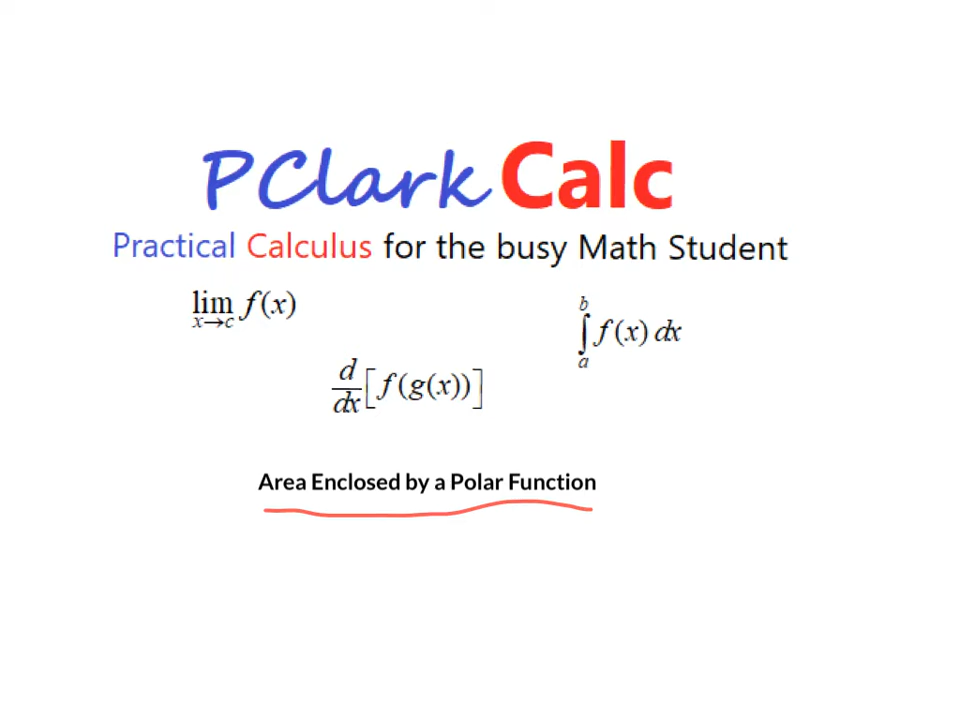 PClark Calc
Practical Calculus for the busy Math Student
lim f(x)
x→c
b
∫ f(x) dx
a
d/dx [f(g(x))]
Area Enclosed by a Polar Function